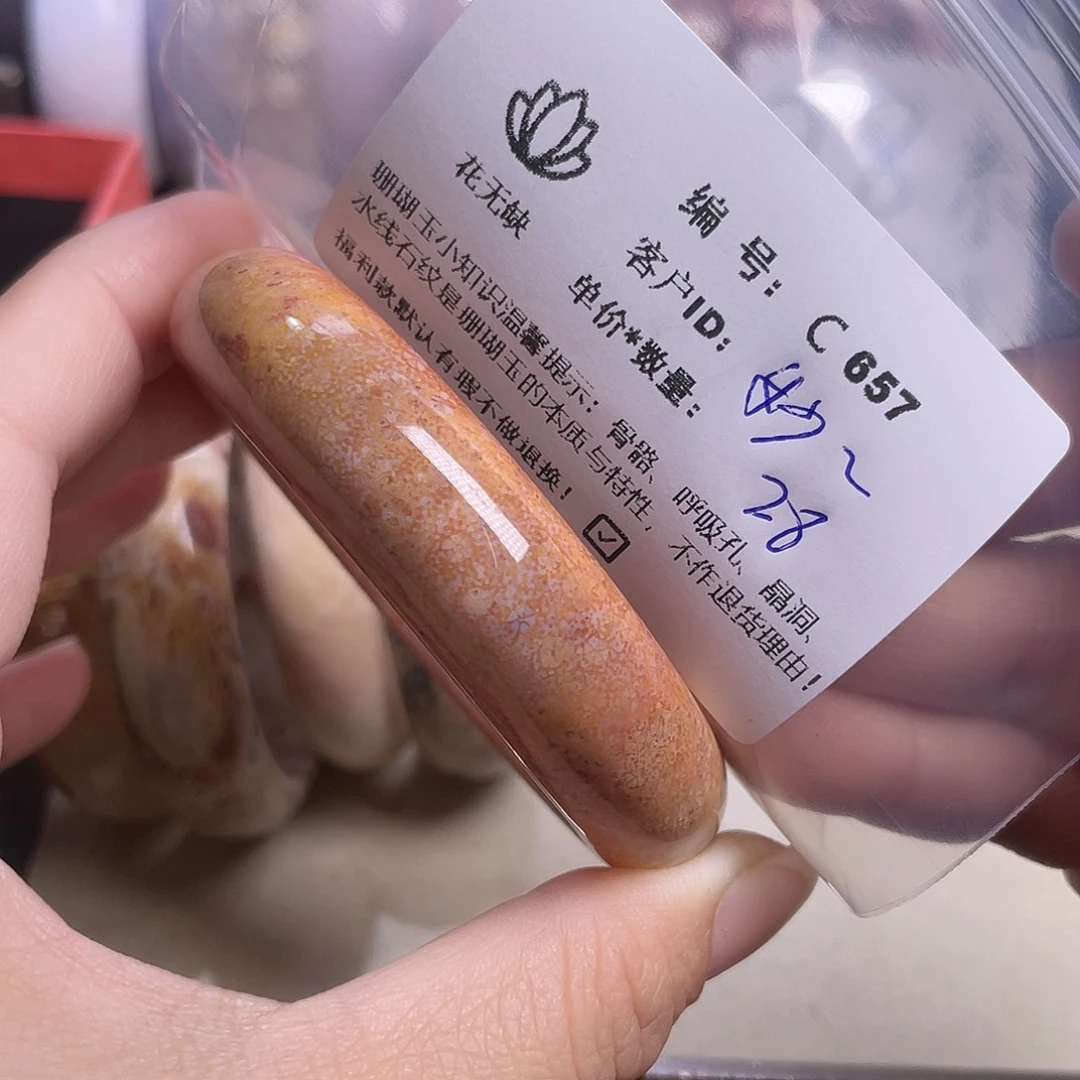 花无缺
编号：C 657
客户ID：
单价*数量： 28
珊瑚玉小知识温馨提示：骨骼、呼吸孔、晶洞、
水线石纹是珊瑚玉的本质与特性，不作退货理由！
福利款默认有瑕不做退换！